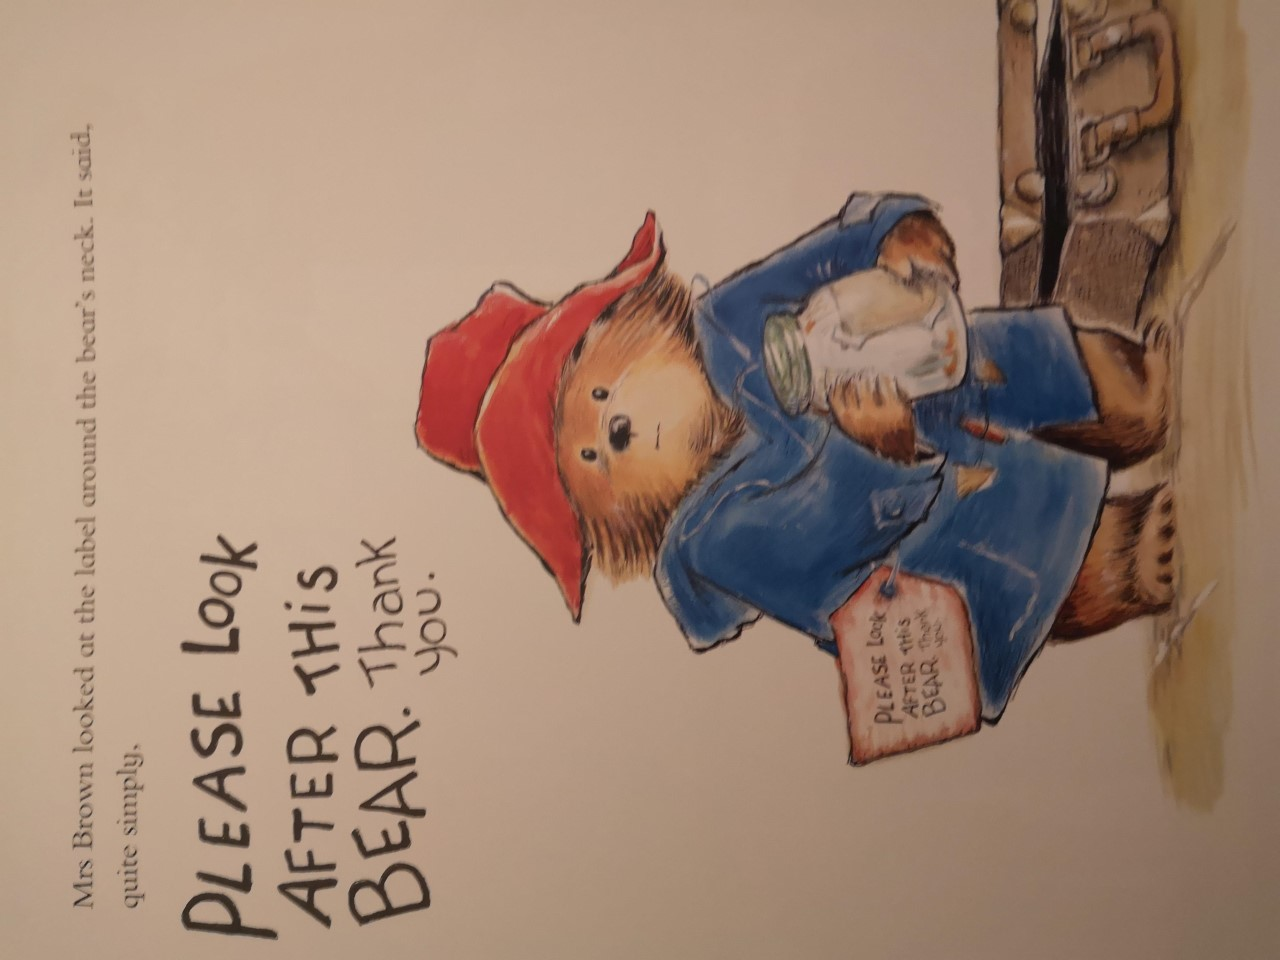 Mrs Brown looked at the label around the bear's neck. It said,
quite simply,
PLEASE LOOK
AFTER THiS
BEAR. Thank
you.
PLEASE LOOK
AFTER THiS
BEAR. Thank
you.